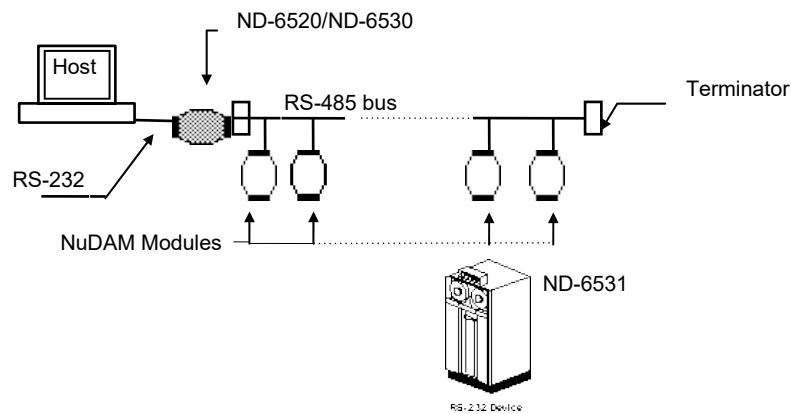 ND-6520/ND-6530
Host
RS-485 bus
Terminator
RS-232
NuDAM Modules
ND-6531
RS-232 Device